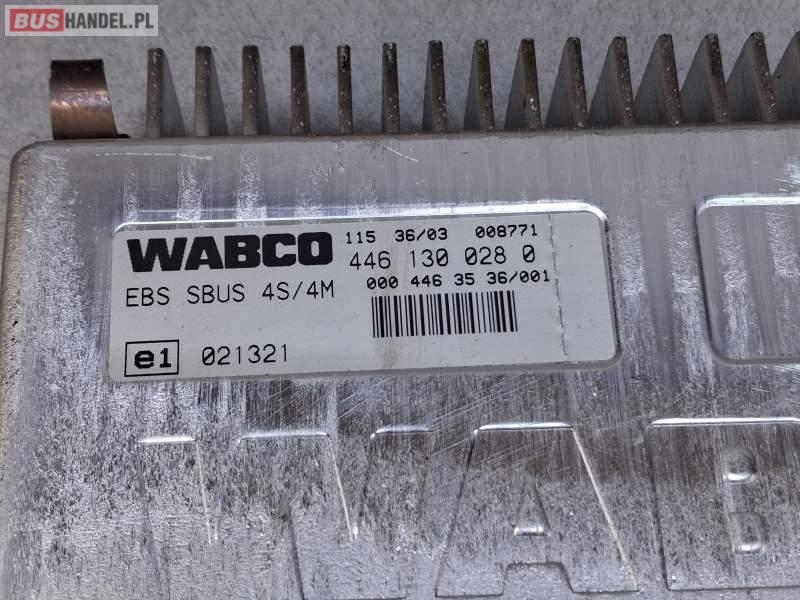 BUSHANDEL.PL
WABCO 115 36/03 008771
446 130 028 0
EBS SBUS 4S/4M 000 446 35 36/001
e1 021321
WAB